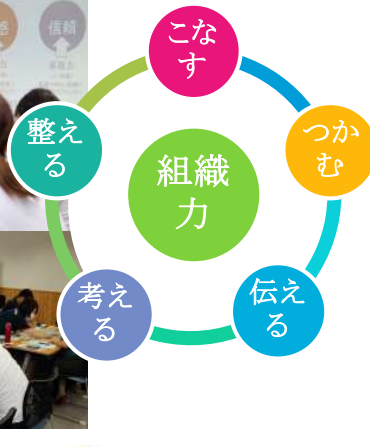 こな
す
つか
む
伝え
る
考え
る
整え
る
組織
力
信頼